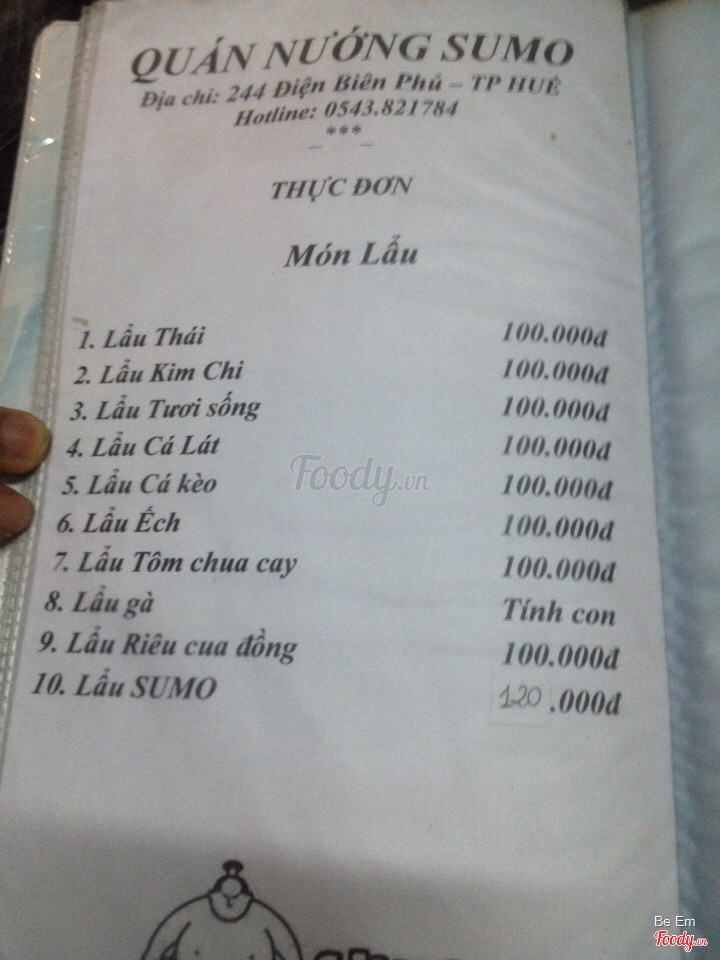 QUÁN NƯỚNG SUMO
Địa chỉ: 244 Điện Biên Phủ – TP HUẾ
Hotline: 0543.821784
_***_
THỰC ĐƠN
Món Lẩu
1. Lẩu Thái 100.000đ
2. Lẩu Kim Chi 100.000đ
3. Lẩu Tươi sống 100.000đ
4. Lẩu Cá Lát 100.000đ
5. Lẩu Cá kèo 100.000đ
6. Lẩu Ếch 100.000đ
7. Lẩu Tôm chua cay 100.000đ
8. Lẩu gà Tính con
9. Lẩu Riêu cua đồng 100.000đ
10. Lẩu SUMO 120.000đ
Foody.vn
Be Em
Foody.vn